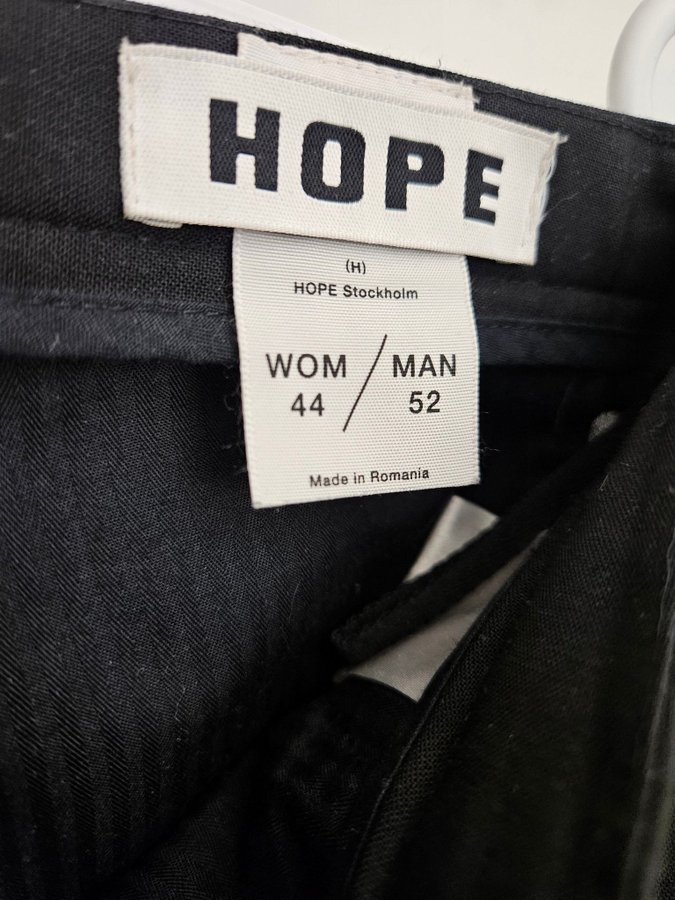 HOPE
(H)
HOPE Stockholm
WOM / MAN
44 52
Made in Romania